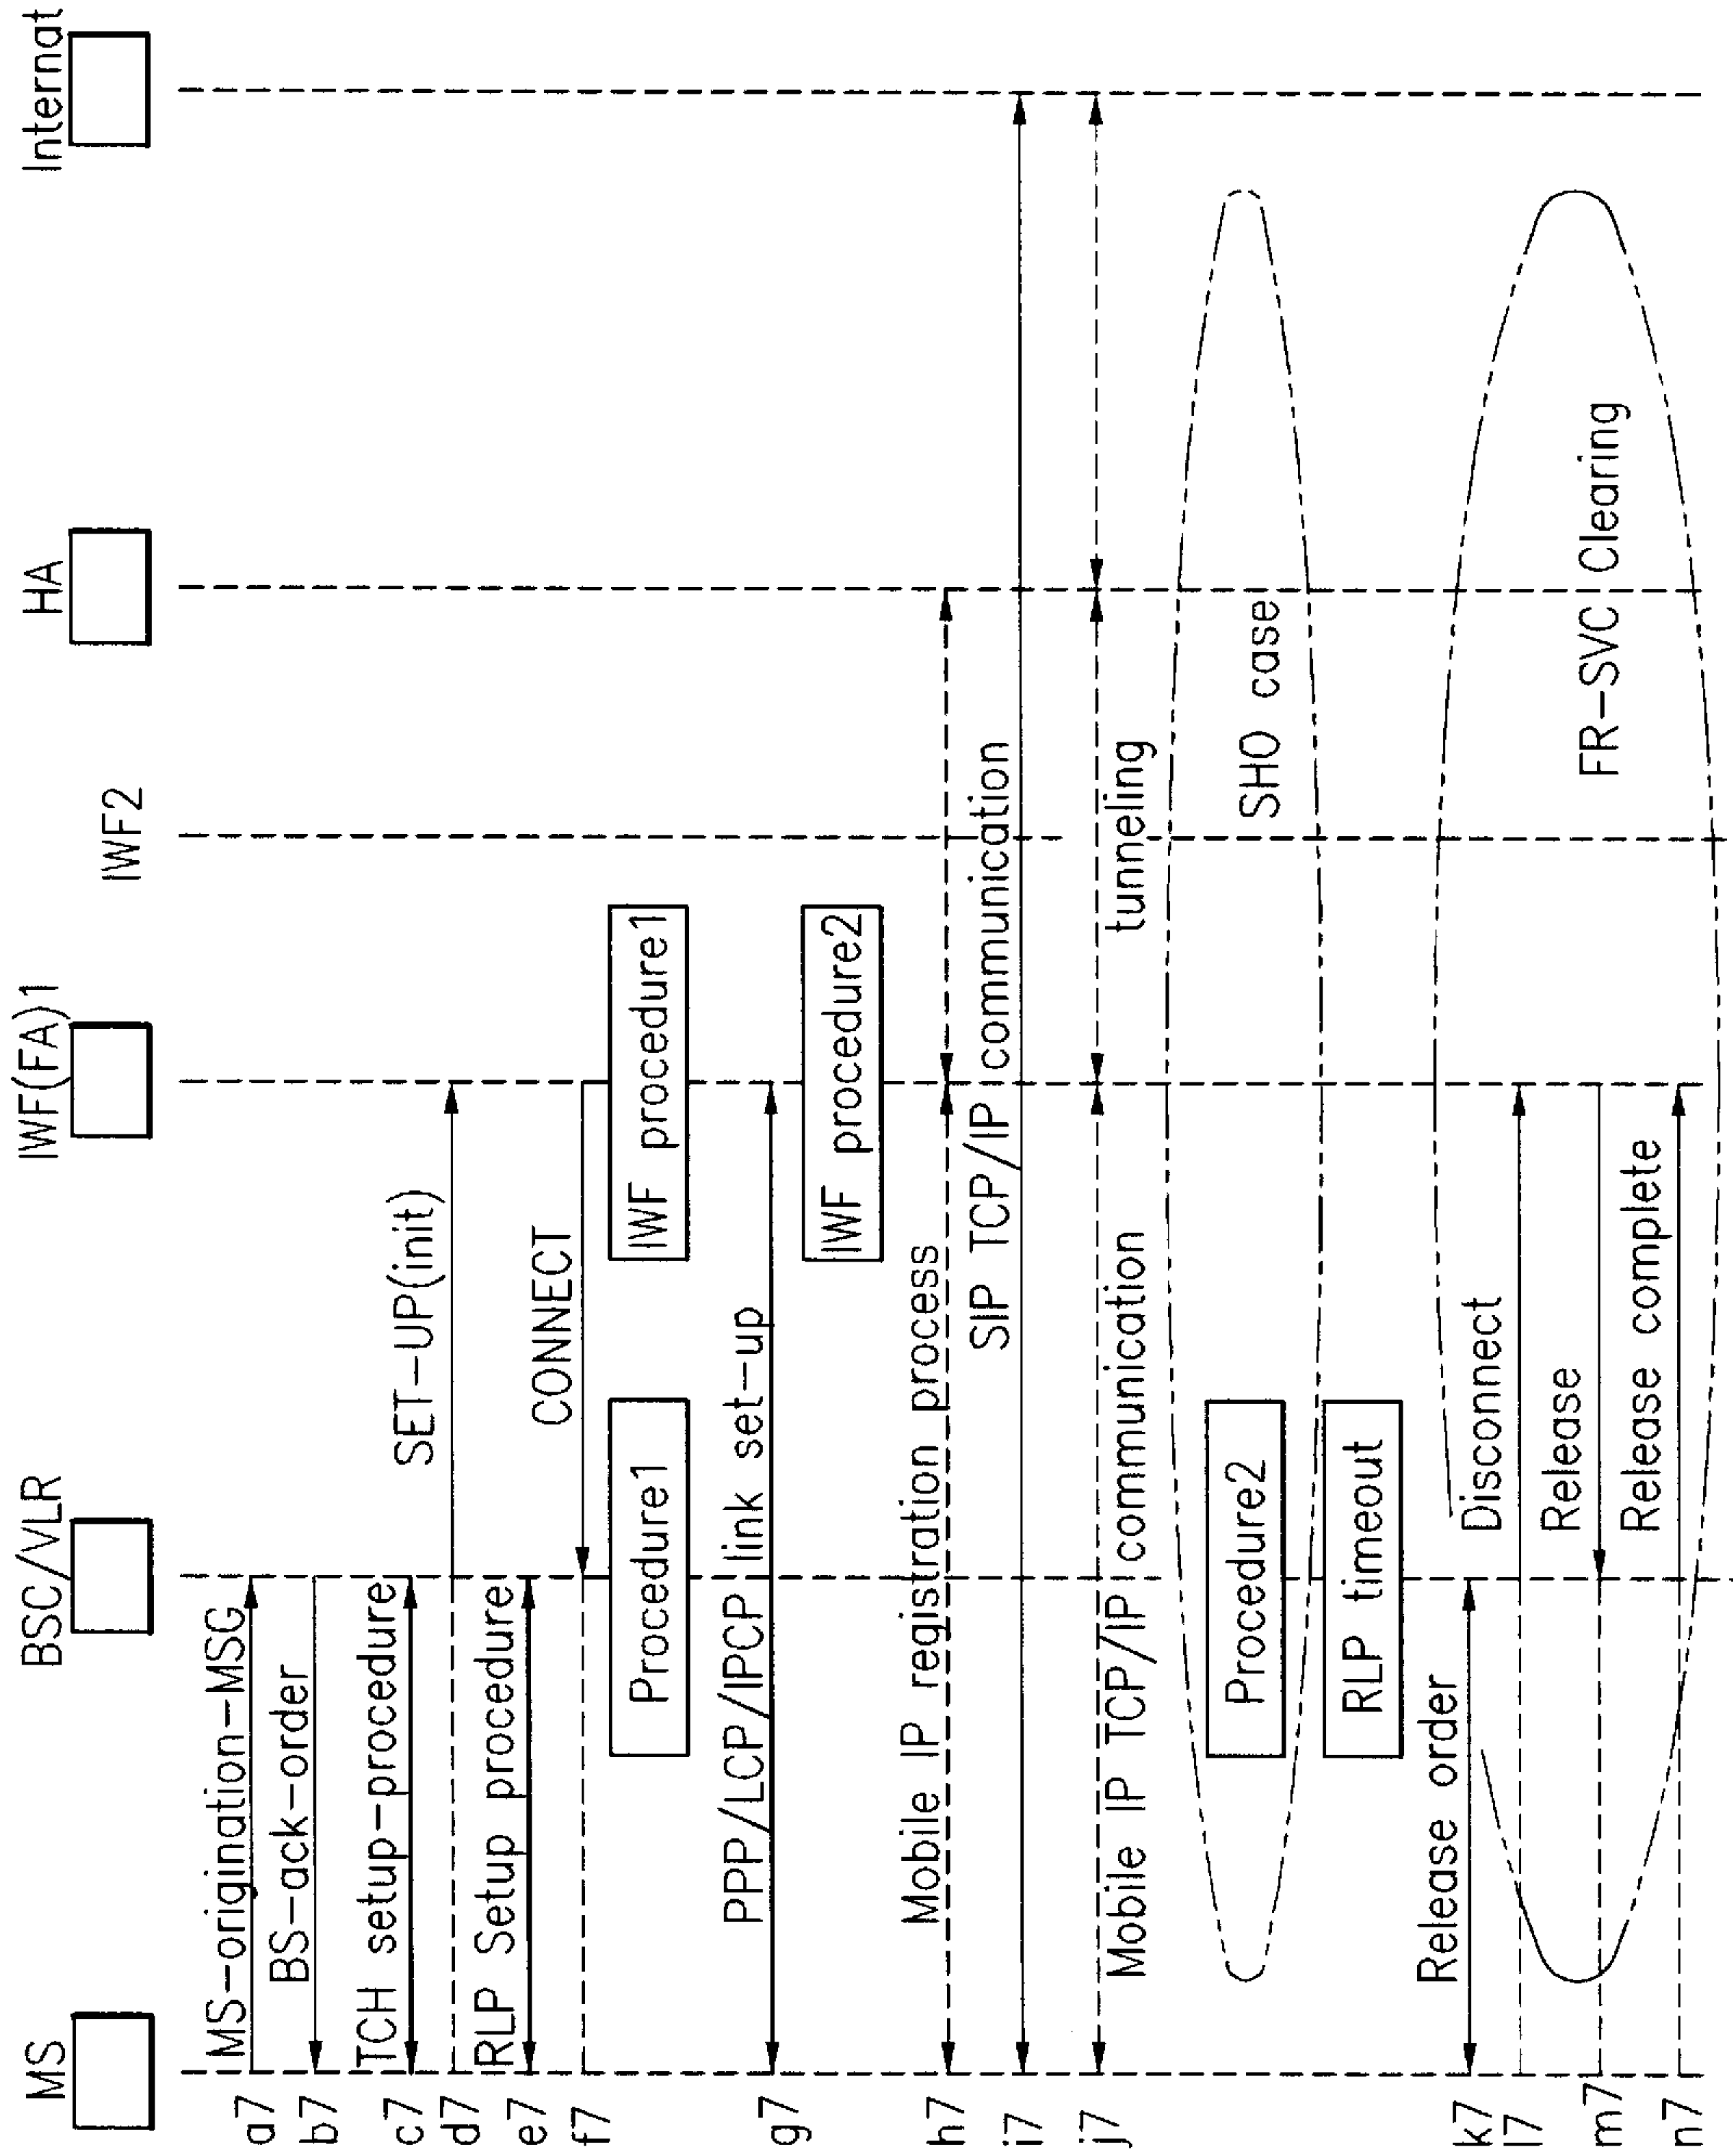 MS
BSC/VLR
IWF(FA)1
IWF2
HA
Internat
a7
MS-origination-MSG
b7
BS-ack-order
c7
TCH setup-procedure
d7
SET-UP(init)
e7
RLP Setup procedure
f7
CONNECT
Procedure1
IWF procedure1
g7
PPP/LCP/IPCP link set-up
IWF procedure2
h7
Mobile IP registration process
i7
SIP TCP/IP communication
j7
Mobile IP TCP/IP communication
tunneling
Procedure2
SHO case
RLP timeout
k7
Release order
l7
Disconnect
m7
Release
FR-SVC Clearing
n7
Release complete